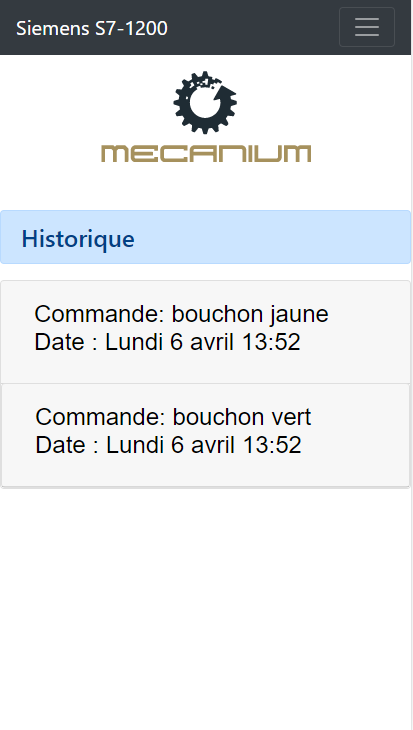 Siemens S7-1200
MECANIUM
Historique
Commande: bouchon jaune
Date : Lundi 6 avril 13:52
Commande: bouchon vert
Date : Lundi 6 avril 13:52